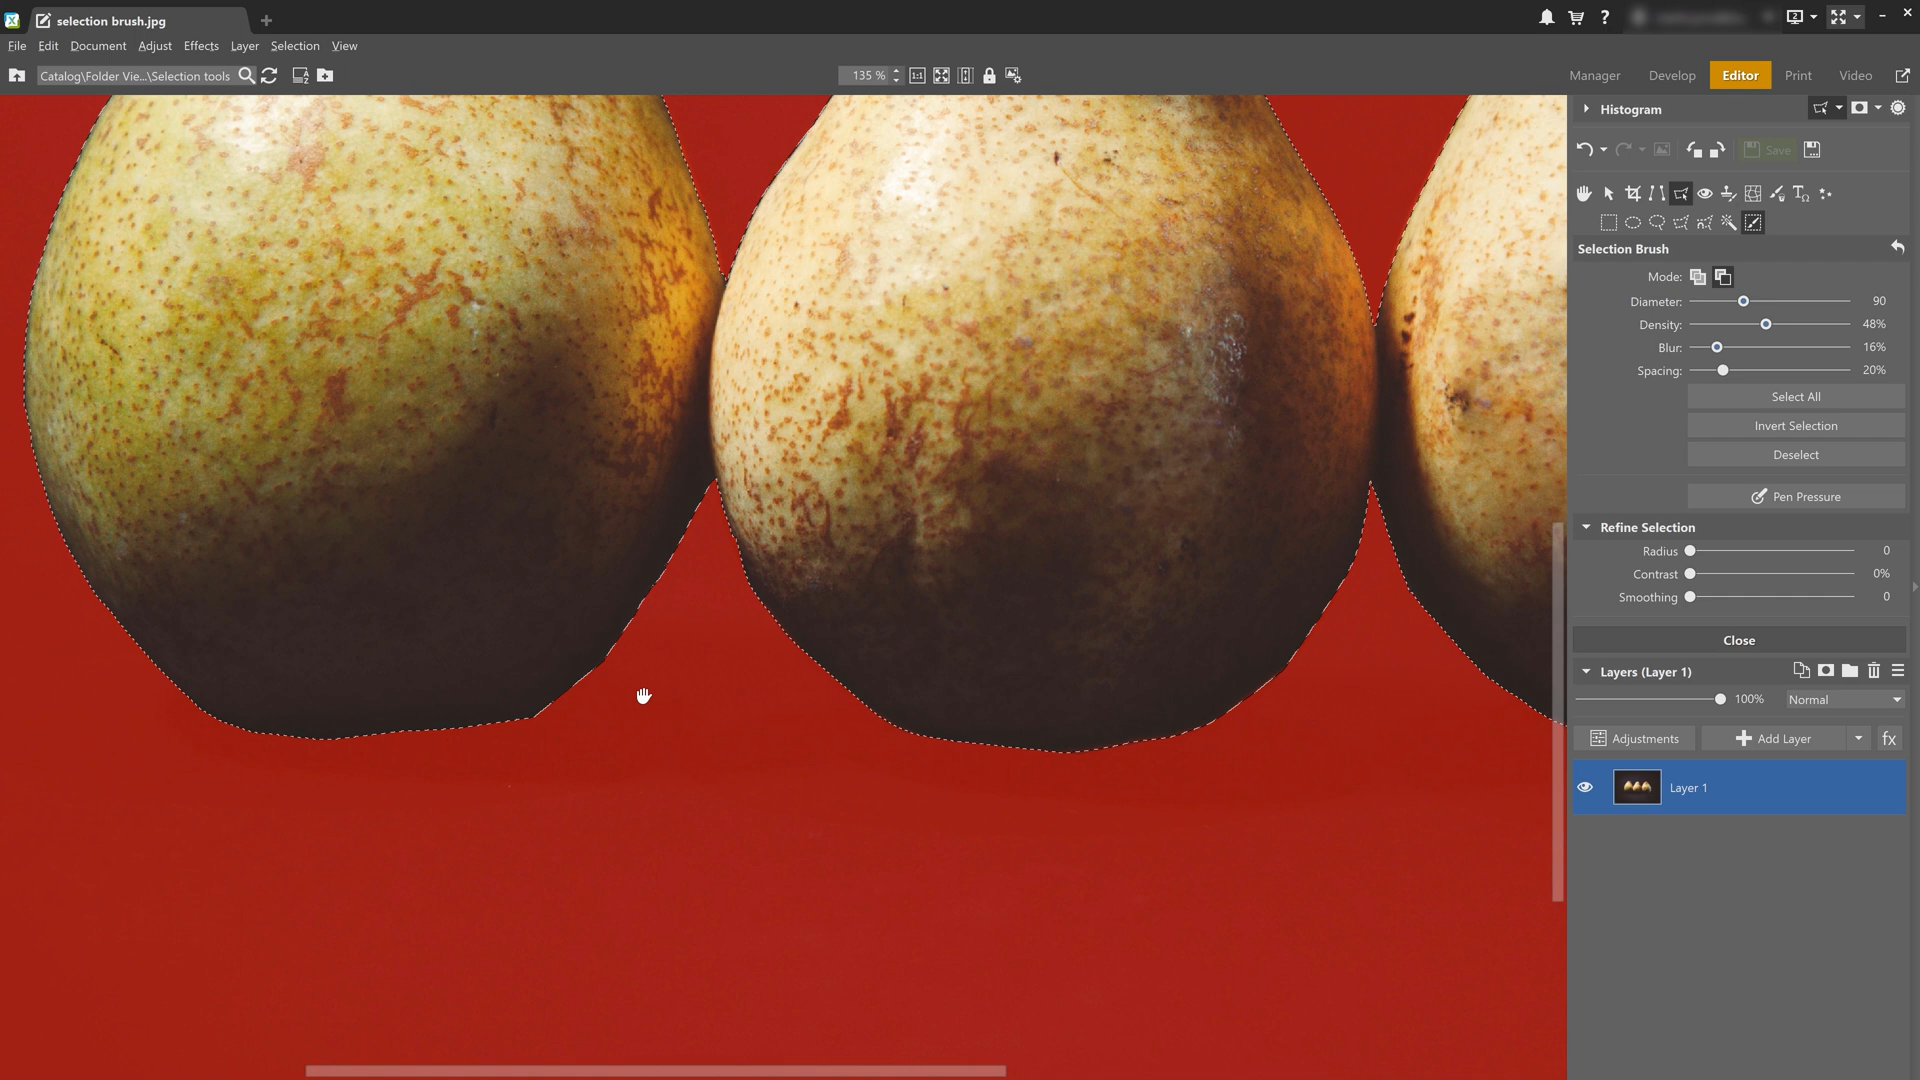 selection brush.jpg
File Edit Document Adjust Effects Layer Selection View
Catalog\Folder Vie...\Selection tools
135 %
1:1
Manager Develop Editor Print Video
Histogram
Save
Selection Brush
Mode:
Diameter: 90
Density: 48%
Blur: 16%
Spacing: 20%
Select All
Invert Selection
Deselect
Pen Pressure
Refine Selection
Radius 0
Contrast 0%
Smoothing 0
Close
Layers (Layer 1)
100% Normal
Adjustments Add Layer fx
Layer 1